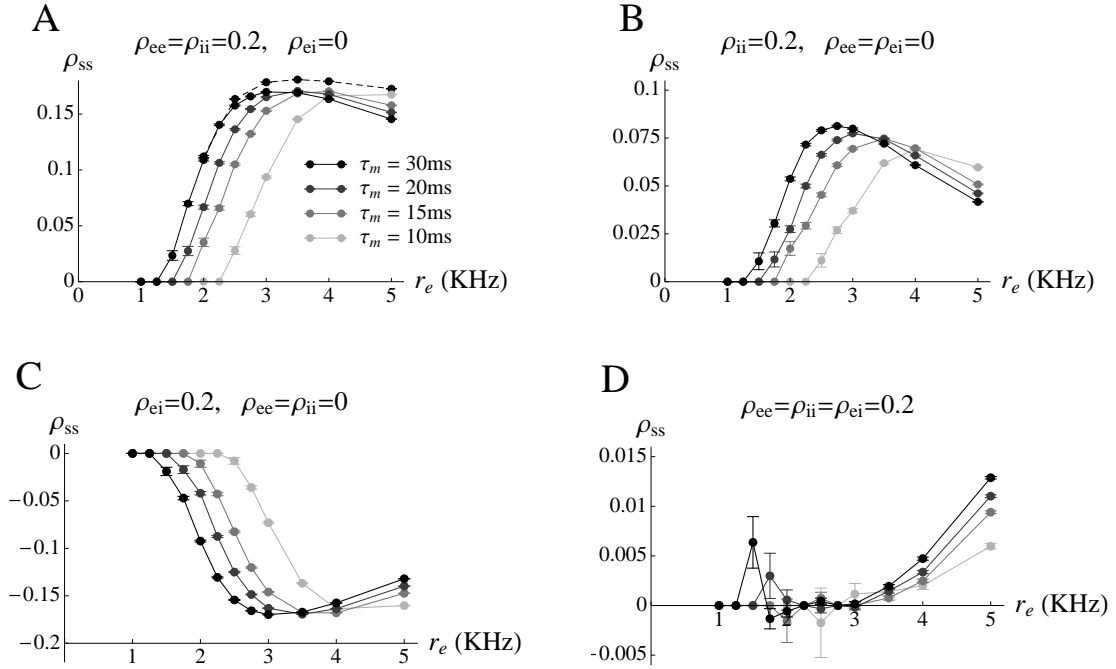 A
ρee=ρii=0.2, ρei=0
ρss
0.15
0.1
0.05
0
τm = 30ms
τm = 20ms
τm = 15ms
τm = 10ms
0 1 2 3 4 5 re (KHz)
B
ρii=0.2, ρee=ρei=0
ρss
0.1
0.075
0.05
0.025
0
0 1 2 3 4 5 re (KHz)
C
ρei=0.2, ρee=ρii=0
ρss
0
−0.05
−0.1
−0.15
−0.2
1 2 3 4 5 re (KHz)
D
ρee=ρii=ρei=0.2
ρss
0.015
0.01
0.005
0
-0.005
1 2 3 4 5 re (KHz)